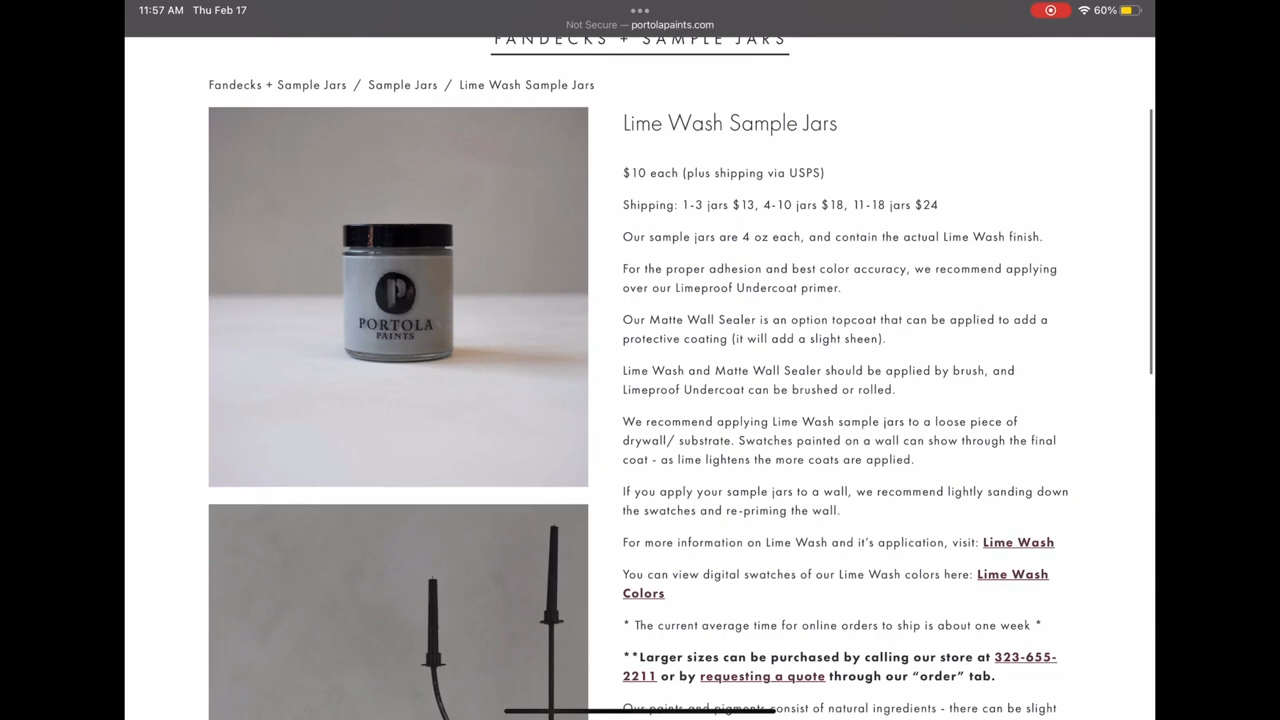 11:57 AM Thu Feb 17
60%
Not Secure — portolapaints.com
FANDECKS + SAMPLE JARS
Fandecks + Sample Jars / Sample Jars / Lime Wash Sample Jars
P
PORTOLA
PAINTS
Lime Wash Sample Jars
$10 each (plus shipping via USPS)
Shipping: 1-3 jars $13, 4-10 jars $18, 11-18 jars $24
Our sample jars are 4 oz each, and contain the actual Lime Wash finish.
For the proper adhesion and best color accuracy, we recommend applying
over our Limeproof Undercoat primer.
Our Matte Wall Sealer is an option topcoat that can be applied to add a
protective coating (it will add a slight sheen).
Lime Wash and Matte Wall Sealer should be applied by brush, and
Limeproof Undercoat can be brushed or rolled.
We recommend applying Lime Wash sample jars to a loose piece of
drywall/ substrate. Swatches painted on a wall can show through the final
coat - as lime lightens the more coats are applied.
If you apply your sample jars to a wall, we recommend lightly sanding down
the swatches and re-priming the wall.
For more information on Lime Wash and it's application, visit: Lime Wash
You can view digital swatches of our Lime Wash colors here: Lime Wash
Colors
* The current average time for online orders to ship is about one week *
**Larger sizes can be purchased by calling our store at 323-655-
2211 or by requesting a quote through our “order” tab.
Our paints and pigments consist of natural ingredients - there can be slight